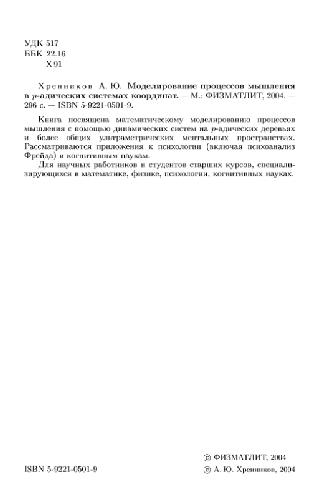 УДК 517
ББК 22.16
Х 91
Хренников А. Ю. Моделирование процессов мышления
в p-адических системах координат. — М.: ФИЗМАТЛИТ, 2004. —
296 с. — ISBN 5-9221-0501-9.
Книга посвящена математическому моделированию процессов
мышления с помощью динамических систем на p-адических деревьях
и более общих ультраметрических ментальных пространствах.
Рассматриваются приложения к психологии (включая психоанализ
Фрейда) и когнитивным наукам.
Для научных работников и студентов старших курсов, специали-
зирующихся в математике, физике, психологии, когнитивных науках.
© ФИЗМАТЛИТ, 2004
ISBN 5-9221-0501-9
© А. Ю. Хренников, 2004